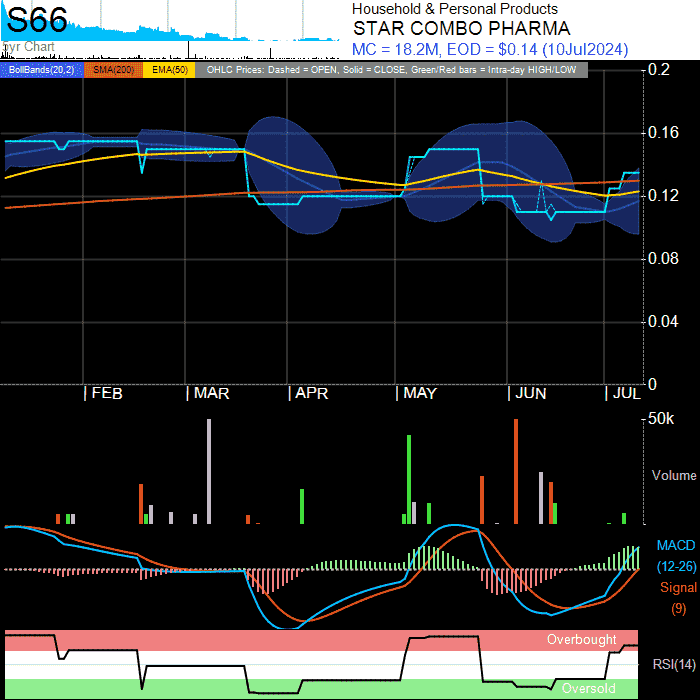 S66
5yr Chart
Household & Personal Products
STAR COMBO PHARMA
MC = 18.2M, EOD = $0.14 (10Jul2024)
BollBands(20,2) SMA(200) EMA(50) OHLC Prices: Dashed = OPEN, Solid = CLOSE, Green/Red bars = Intra-day HIGH/LOW
0.2
0.16
0.12
0.08
0.04
0
FEB MAR APR MAY JUN JUL
50k
Volume
MACD
(12-26)
Signal
(9)
Overbought
RSI(14)
Oversold